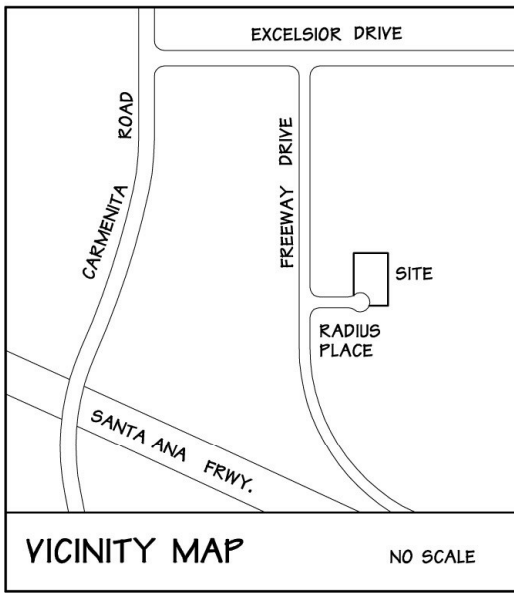 EXCELSIOR DRIVE
CARMENITA ROAD
FREEWAY DRIVE
SITE
RADIUS
PLACE
SANTA ANA FRWY.
VICINITY MAP
NO SCALE